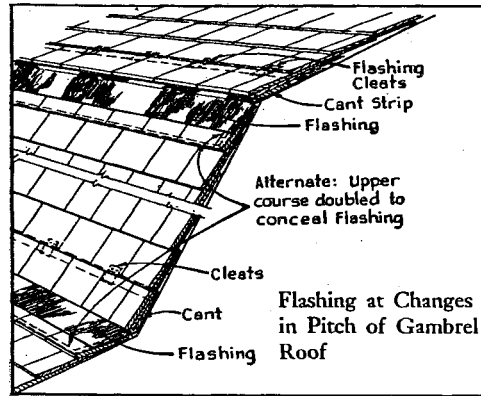 Flashing
Cleats
Cant Strip
Flashing
Alternate: Upper
course doubled to
conceal Flashing
Cleats
Cant
Flashing
Flashing at Changes
in Pitch of Gambrel
Roof